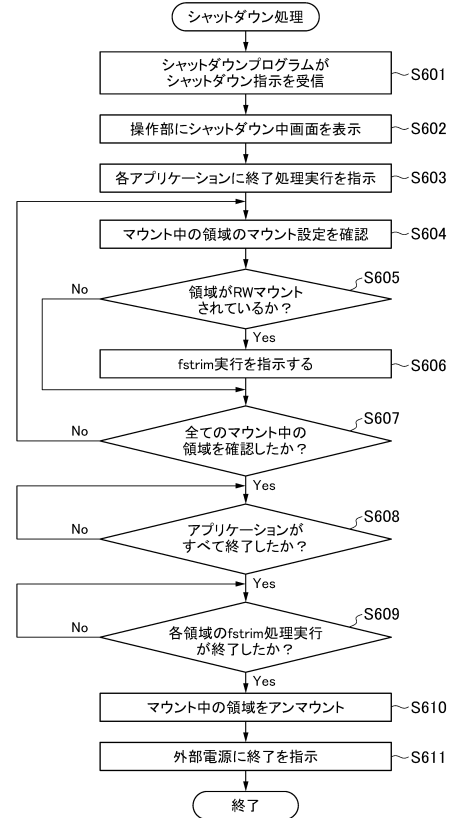 シャットダウン処理
シャットダウンプログラムが
シャットダウン指示を受信
S601
操作部にシャットダウン中画面を表示
S602
各アプリケーションに終了処理実行を指示
S603
マウント中の領域のマウント設定を確認
S604
S605
No
領域がRWマウント
されているか？
Yes
fstrim実行を指示する
S606
S607
No
全てのマウント中の
領域を確認したか？
Yes
S608
No
アプリケーションが
すべて終了したか？
Yes
S609
No
各領域のfstrim処理実行
が終了したか？
Yes
マウント中の領域をアンマウント
S610
外部電源に終了を指示
S611
終了